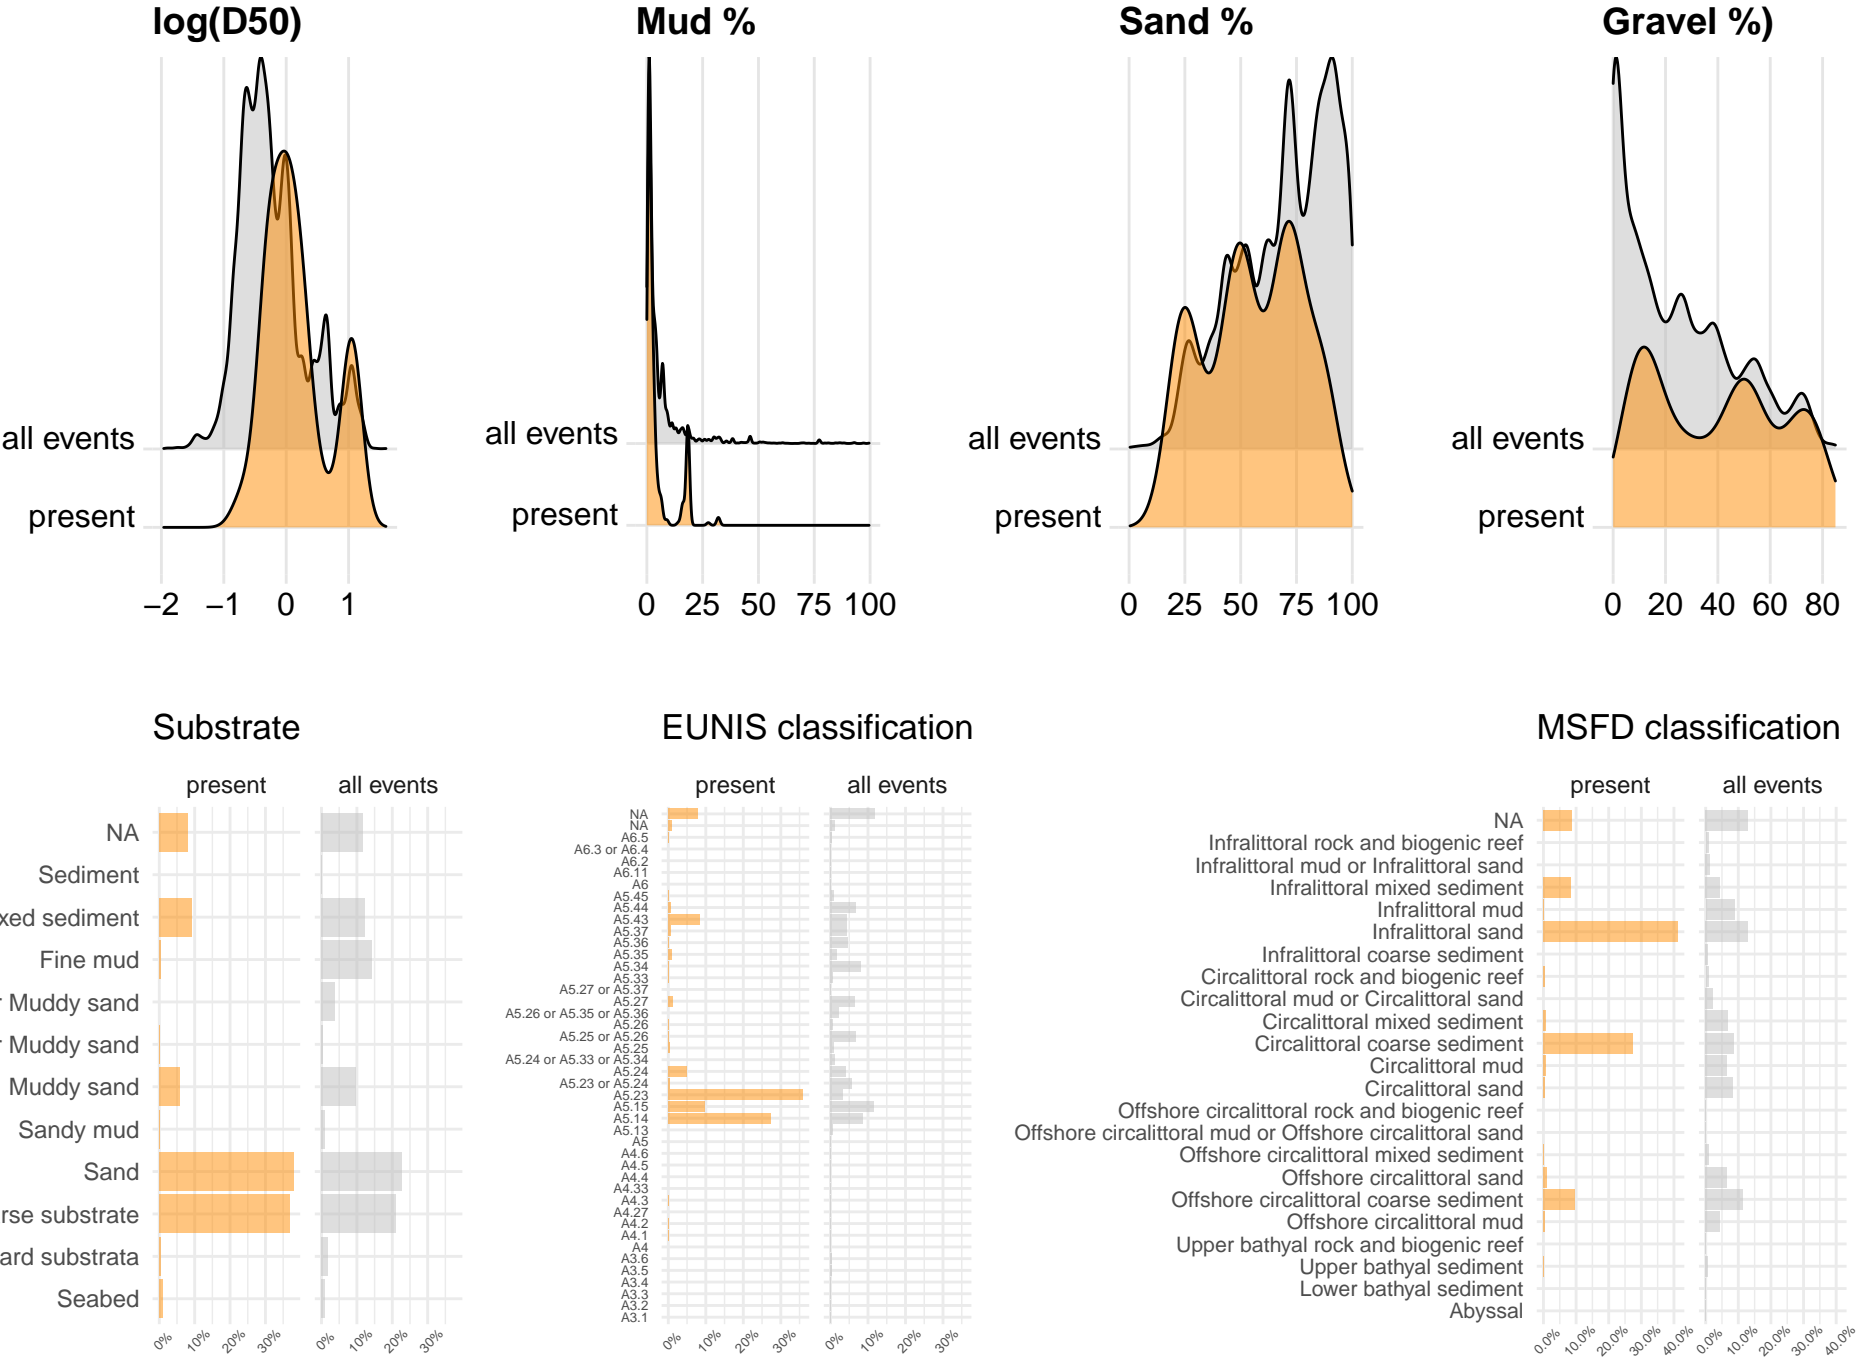 log(D50)
Mud %
Sand %
Gravel %)
all events
present
−2 −1 0 1
all events
present
0 25 50 75 100
all events
present
0 25 50 75 100
all events
present
0 20 40 60 80
Substrate
present all events
NA
Sediment
xed sediment
Fine mud
r Muddy sand
r Muddy sand
Muddy sand
Sandy mud
Sand
rse substrate
ard substrata
Seabed
0% 10% 20% 30% 0% 10% 20% 30%
EUNIS classification
present all events
NA
NA
A6.5
A6.3 or A6.4
A6.2
A6.11
A6
A5.45
A5.44
A5.43
A5.37
A5.36
A5.35
A5.34
A5.33
A5.27 or A5.37
A5.27
A5.26 or A5.35 or A5.36
A5.26
A5.25 or A5.26
A5.25
A5.24 or A5.33 or A5.34
A5.24
A5.23 or A5.24
A5.23
A5.15
A5.14
A5.13
A5
A4.6
A4.5
A4.4
A4.33
A4.3
A4.27
A4.2
A4.1
A4
A3.6
A3.5
A3.4
A3.3
A3.2
A3.1
0% 10% 20% 30% 0% 10% 20% 30%
MSFD classification
present all events
NA
Infralittoral rock and biogenic reef
Infralittoral mud or Infralittoral sand
Infralittoral mixed sediment
Infralittoral mud
Infralittoral sand
Infralittoral coarse sediment
Circalittoral rock and biogenic reef
Circalittoral mud or Circalittoral sand
Circalittoral mixed sediment
Circalittoral coarse sediment
Circalittoral mud
Circalittoral sand
Offshore circalittoral rock and biogenic reef
Offshore circalittoral mud or Offshore circalittoral sand
Offshore circalittoral mixed sediment
Offshore circalittoral sand
Offshore circalittoral coarse sediment
Offshore circalittoral mud
Upper bathyal rock and biogenic reef
Upper bathyal sediment
Lower bathyal sediment
Abyssal
0.0% 10.0% 20.0% 30.0% 40.0% 0.0% 10.0% 20.0% 30.0% 40.0%